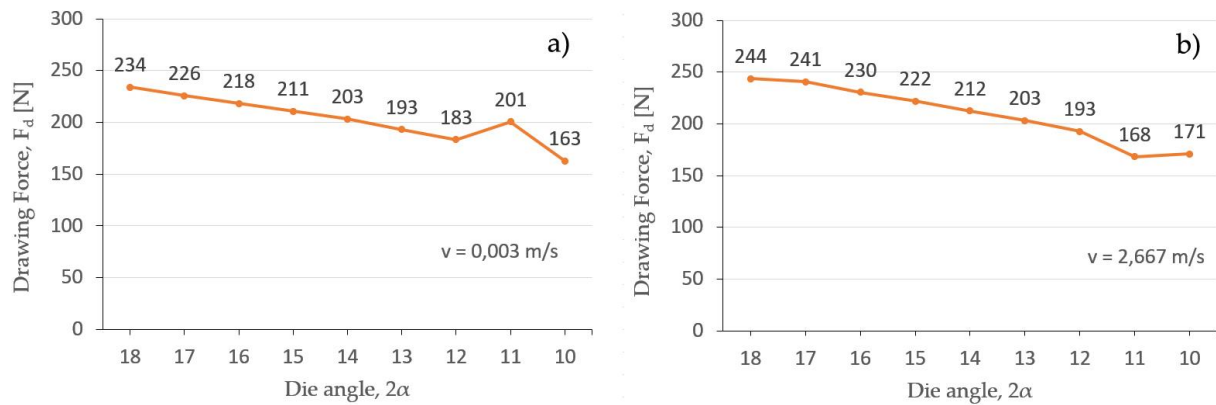 a)
300
250
200
150
100
50
0
Drawing Force, F_d [N]
234 226 218 211 203 193 183 201 163
v = 0,003 m/s
18 17 16 15 14 13 12 11 10
Die angle, 2α
b)
300
250
200
150
100
50
0
Drawing Force, F_d [N]
244 241 230 222 212 203 193 168 171
v = 2,667 m/s
18 17 16 15 14 13 12 11 10
Die angle, 2α